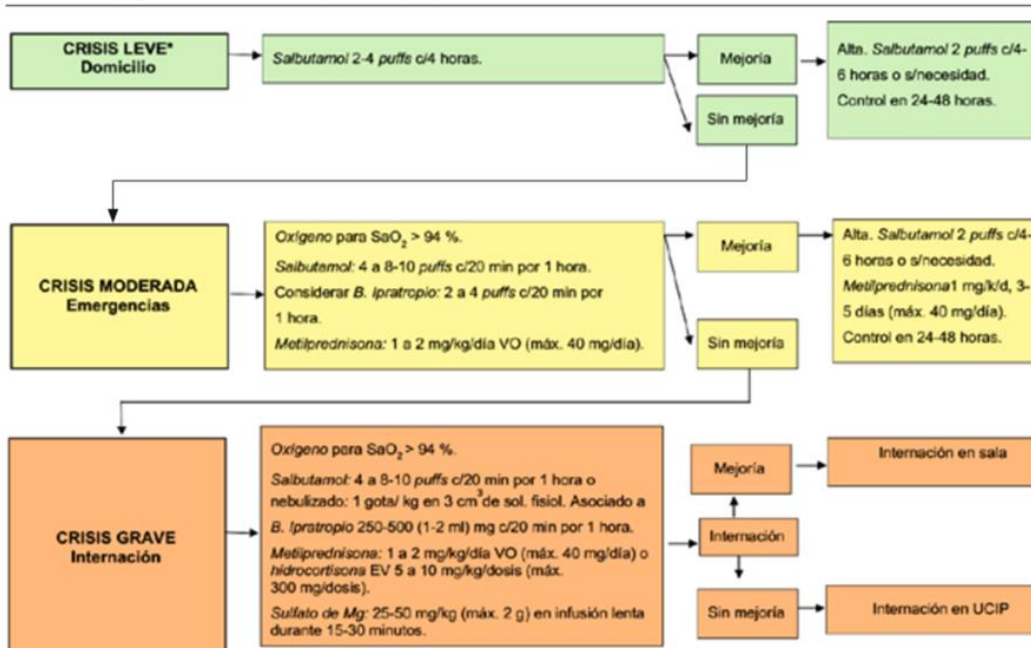 CRISIS LEVE*
Domicilio
Salbutamol 2-4 puffs c/4 horas.
Mejoría
Alta. Salbutamol 2 puffs c/4-
6 horas o s/necesidad.
Control en 24-48 horas.
Sin mejoría
CRISIS MODERADA
Emergencias
Oxígeno para SaO2 > 94 %.
Salbutamol: 4 a 8-10 puffs c/20 min por 1 hora.
Considerar B. Ipratropio: 2 a 4 puffs c/20 min por
1 hora.
Metilprednisona: 1 a 2 mg/kg/día VO (máx. 40 mg/día).
Mejoría
Alta. Salbutamol 2 puffs c/4-
6 horas o s/necesidad.
Metilprednisona1 mg/k/d, 3-
5 días (máx. 40 mg/día).
Control en 24-48 horas.
Sin mejoría
CRISIS GRAVE
Internación
Oxígeno para SaO2 > 94 %.
Salbutamol: 4 a 8-10 puffs c/20 min por 1 hora o
nebulizado: 1 gota/ kg en 3 cm3 de sol. fisiol. Asociado a
B. Ipratropio 250-500 (1-2 ml) mg c/20 min por 1 hora.
Metilprednisona: 1 a 2 mg/kg/día VO (máx. 40 mg/día) o
hidrocortisona EV 5 a 10 mg/kg/dosis (máx.
300 mg/dosis).
Sulfato de Mg: 25-50 mg/kg (máx. 2 g) en infusión lenta
durante 15-30 minutos.
Mejoría
Internación en sala
Internación
Sin mejoría
Internación en UCIP